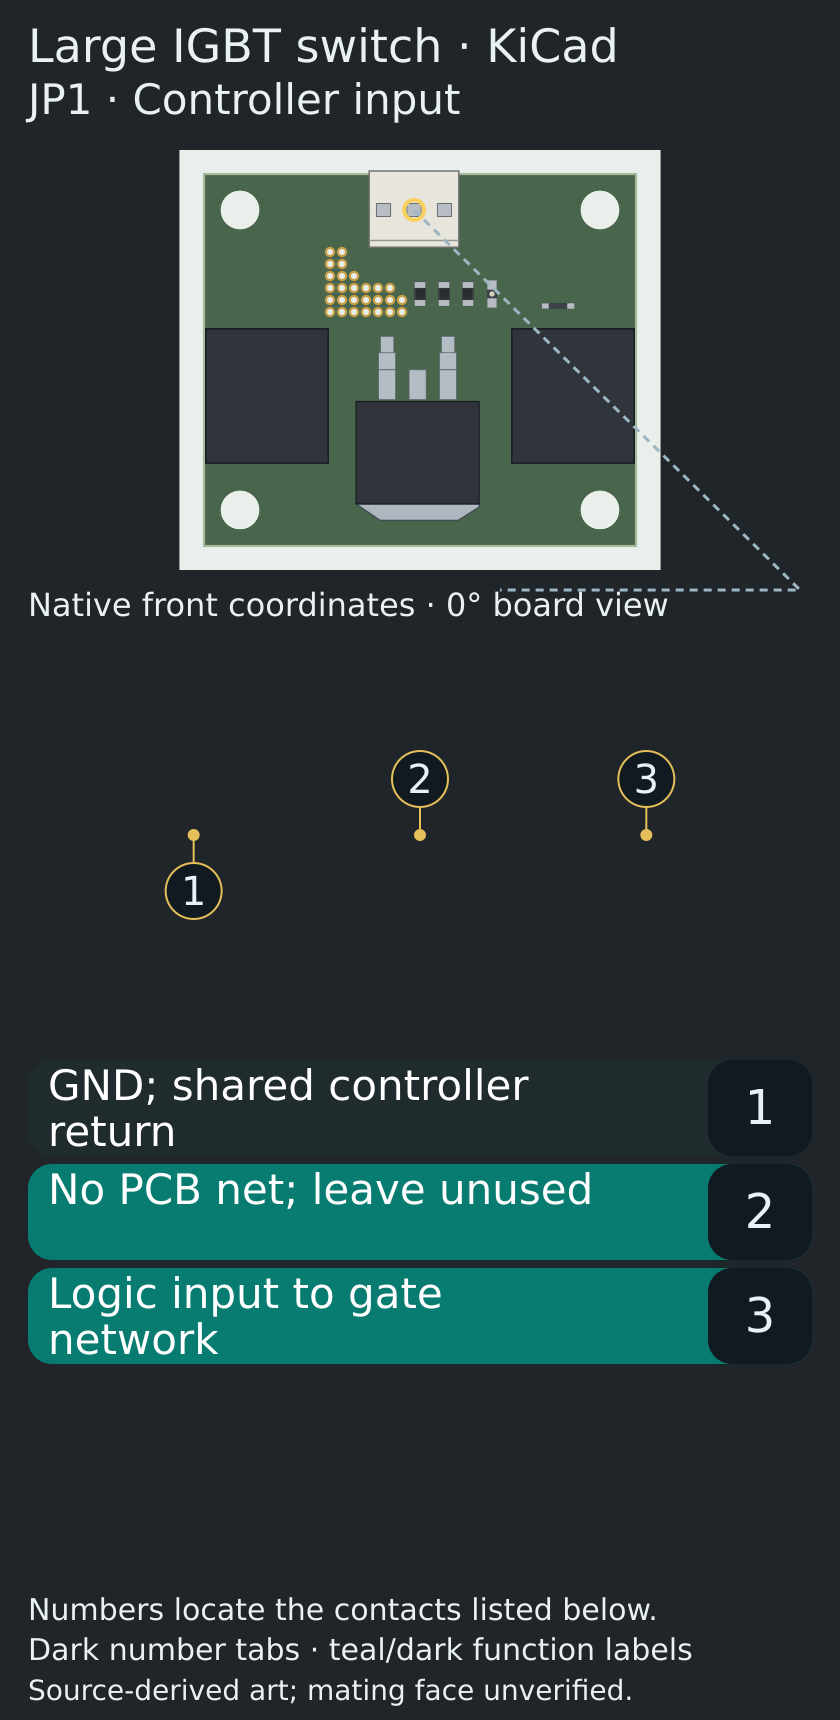 Large IGBT switch · KiCad
JP1 · Controller input
Native front coordinates · 0° board view
2
3
1
GND; shared controller
return
1
No PCB net; leave unused
2
Logic input to gate
network
3
Numbers locate the contacts listed below.
Dark number tabs · teal/dark function labels
Source-derived art; mating face unverified.